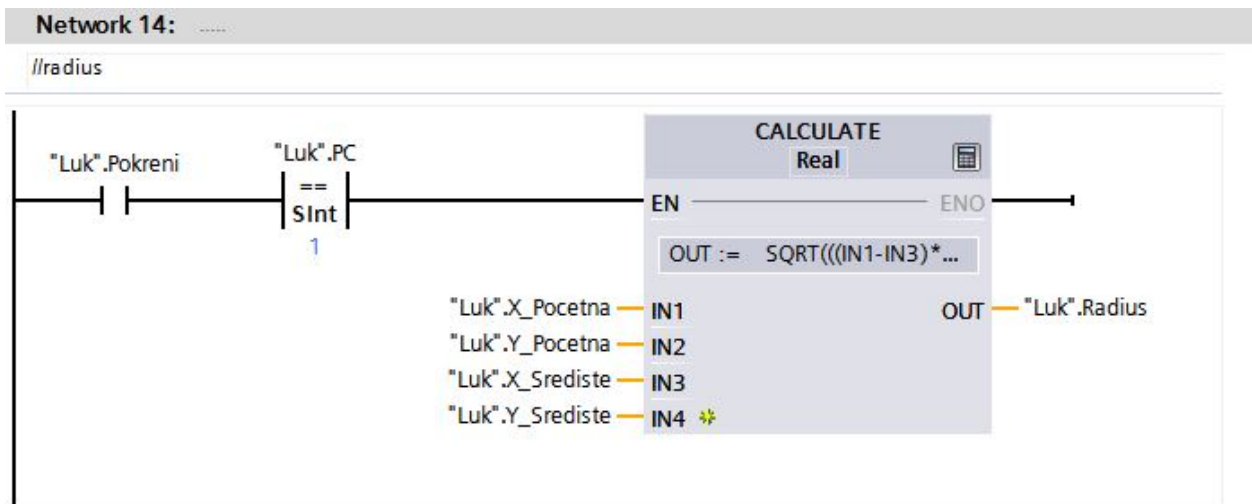 Network 14: .....
//radius
"Luk".Pokreni
"Luk".PC
==
SInt
1
CALCULATE
Real
EN
ENO
OUT := SQRT(((IN1-IN3)*...
"Luk".X_Pocetna
IN1
OUT
"Luk".Radius
"Luk".Y_Pocetna
IN2
"Luk".X_Srediste
IN3
"Luk".Y_Srediste
IN4